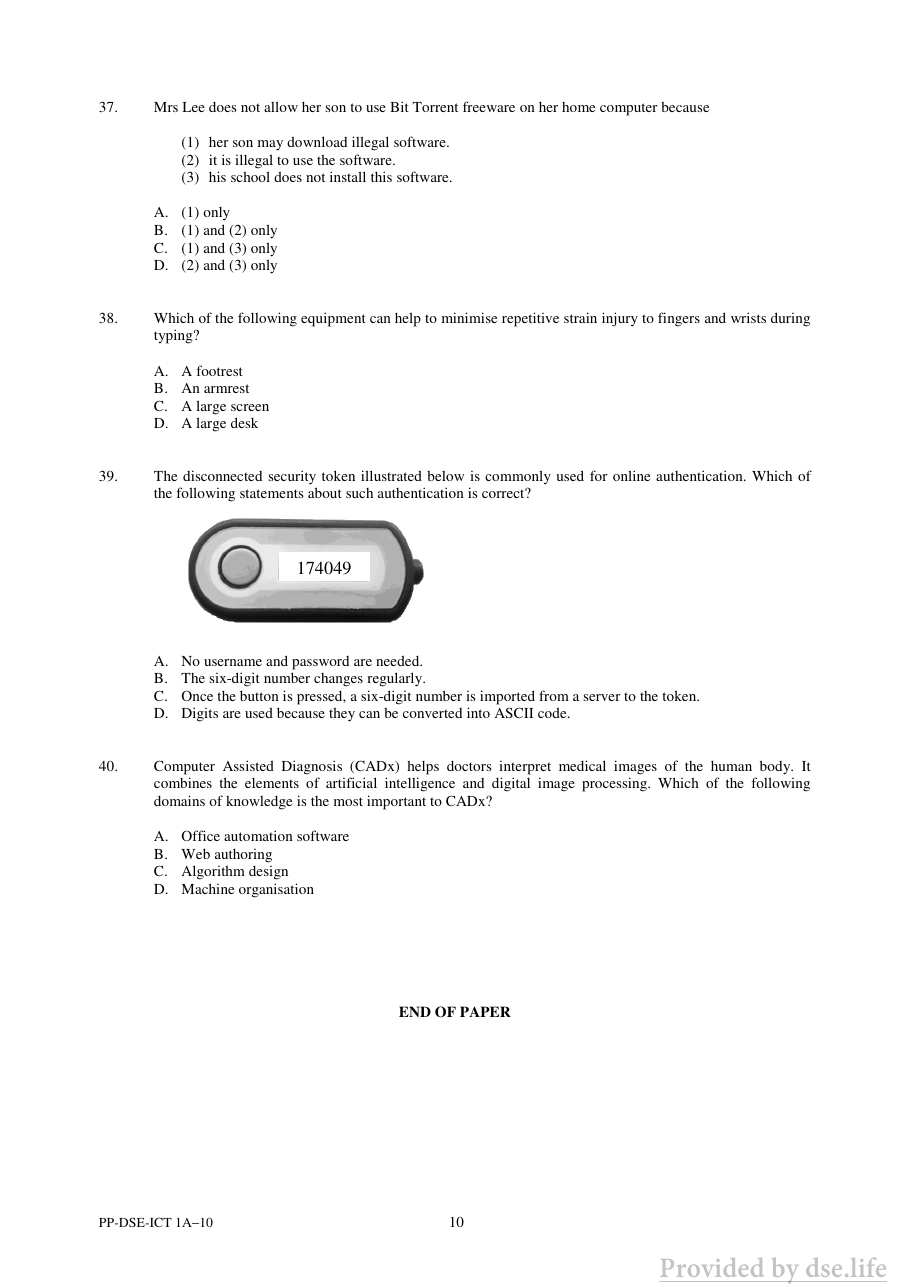 37. Mrs Lee does not allow her son to use Bit Torrent freeware on her home computer because
(1) her son may download illegal software.
(2) it is illegal to use the software.
(3) his school does not install this software.
A. (1) only
B. (1) and (2) only
C. (1) and (3) only
D. (2) and (3) only
38. Which of the following equipment can help to minimise repetitive strain injury to fingers and wrists during
typing?
A. A footrest
B. An armrest
C. A large screen
D. A large desk
39. The disconnected security token illustrated below is commonly used for online authentication. Which of
the following statements about such authentication is correct?
174049
A. No username and password are needed.
B. The six-digit number changes regularly.
C. Once the button is pressed, a six-digit number is imported from a server to the token.
D. Digits are used because they can be converted into ASCII code.
40. Computer Assisted Diagnosis (CADx) helps doctors interpret medical images of the human body. It
combines the elements of artificial intelligence and digital image processing. Which of the following
domains of knowledge is the most important to CADx?
A. Office automation software
B. Web authoring
C. Algorithm design
D. Machine organisation
END OF PAPER
PP-DSE-ICT 1A–10 10
Provided by dse.life